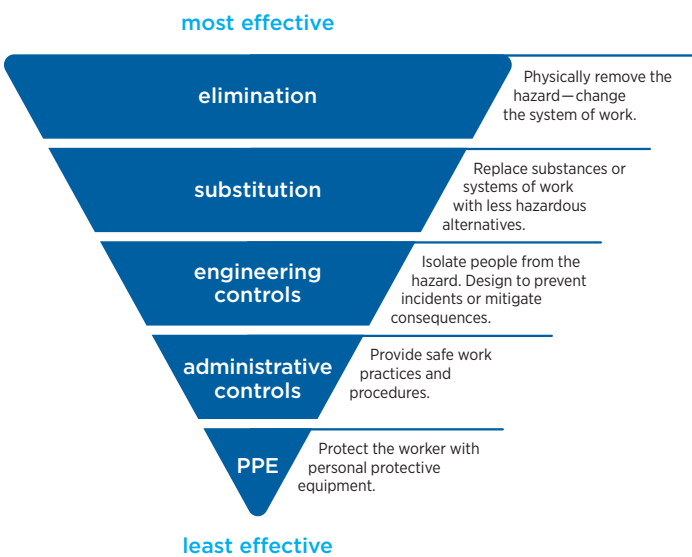 most effective
elimination
Physically remove the
hazard—change
the system of work.
substitution
Replace substances or
systems of work
with less hazardous
alternatives.
engineering
controls
Isolate people from the
hazard. Design to prevent
incidents or mitigate
consequences.
administrative
controls
Provide safe work
practices and
procedures.
PPE
Protect the worker with
personal protective
equipment.
least effective